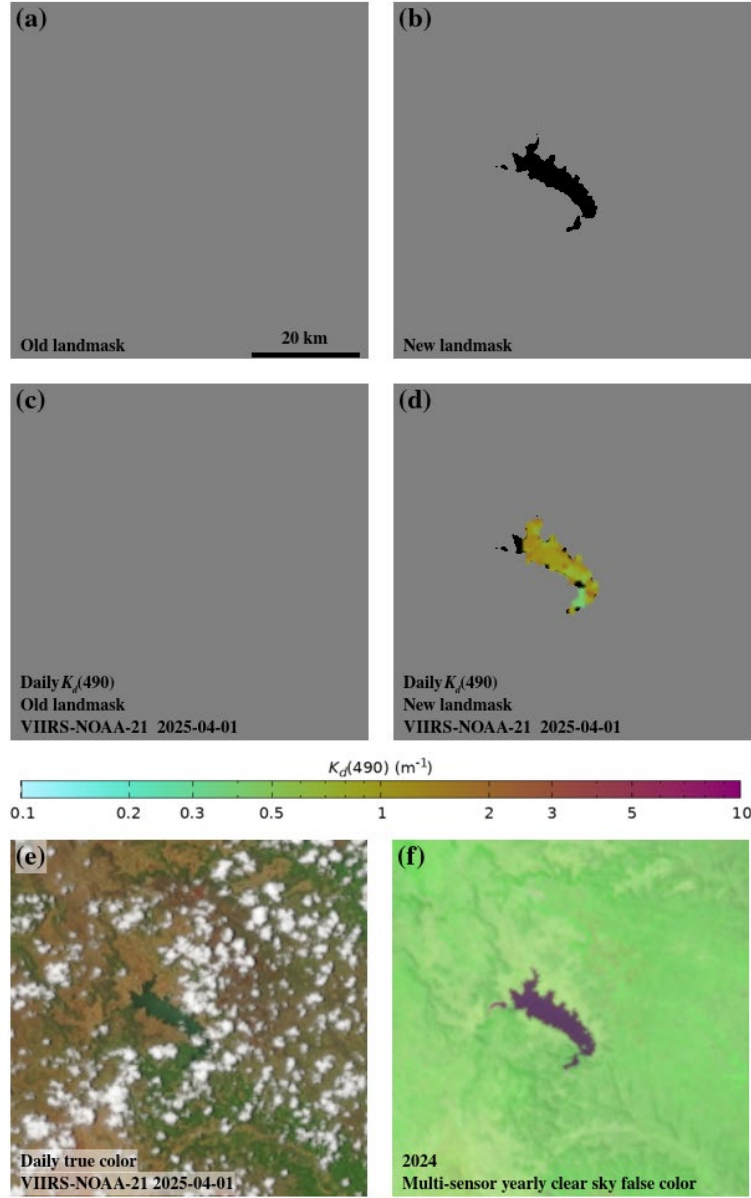 (a)
Old landmask
20 km
(b)
New landmask
(c)
Daily K_d(490)
Old landmask
VIIRS-NOAA-21 2025-04-01
(d)
Daily K_d(490)
New landmask
VIIRS-NOAA-21 2025-04-01
K_d(490) (m⁻¹)
0.1 0.2 0.3 0.5 1 2 3 5 10
(e)
Daily true color
VIIRS-NOAA-21 2025-04-01
(f)
2024
Multi-sensor yearly clear sky false color